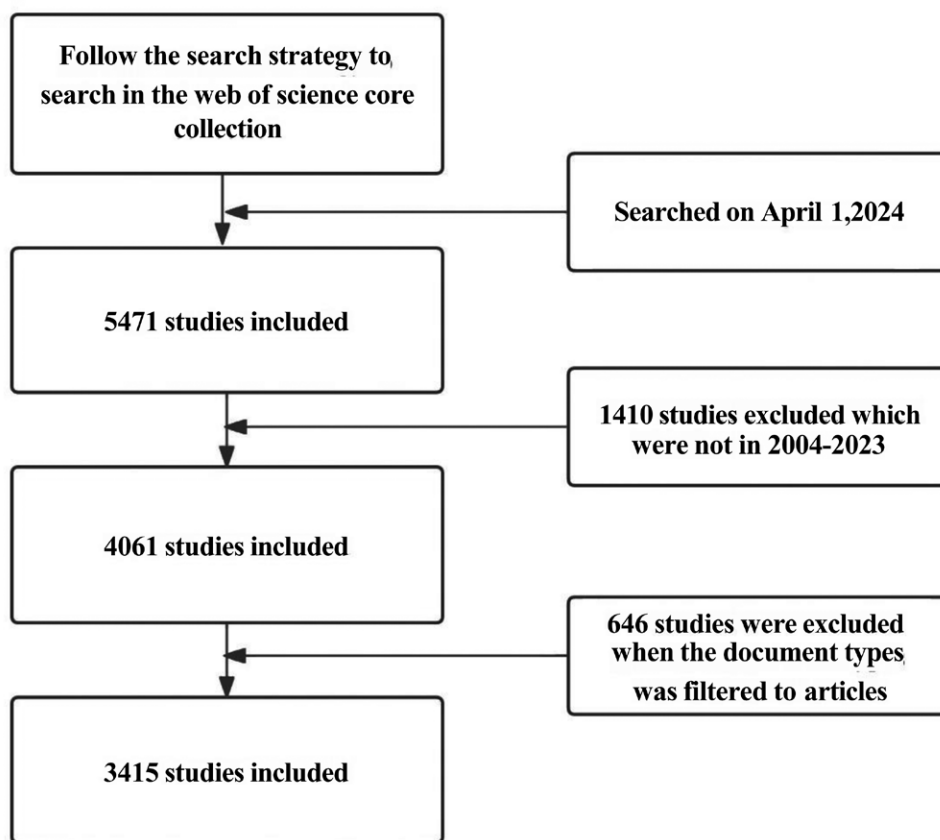 Follow the search strategy to,
search in the web of science core
collection
Searched on April 1,2024
5471 studies included
1410 studies excluded which
were not in 2004-2023
4061 studies included
646 studies were excluded
when the document types,
was filtered to articles
3415 studies included